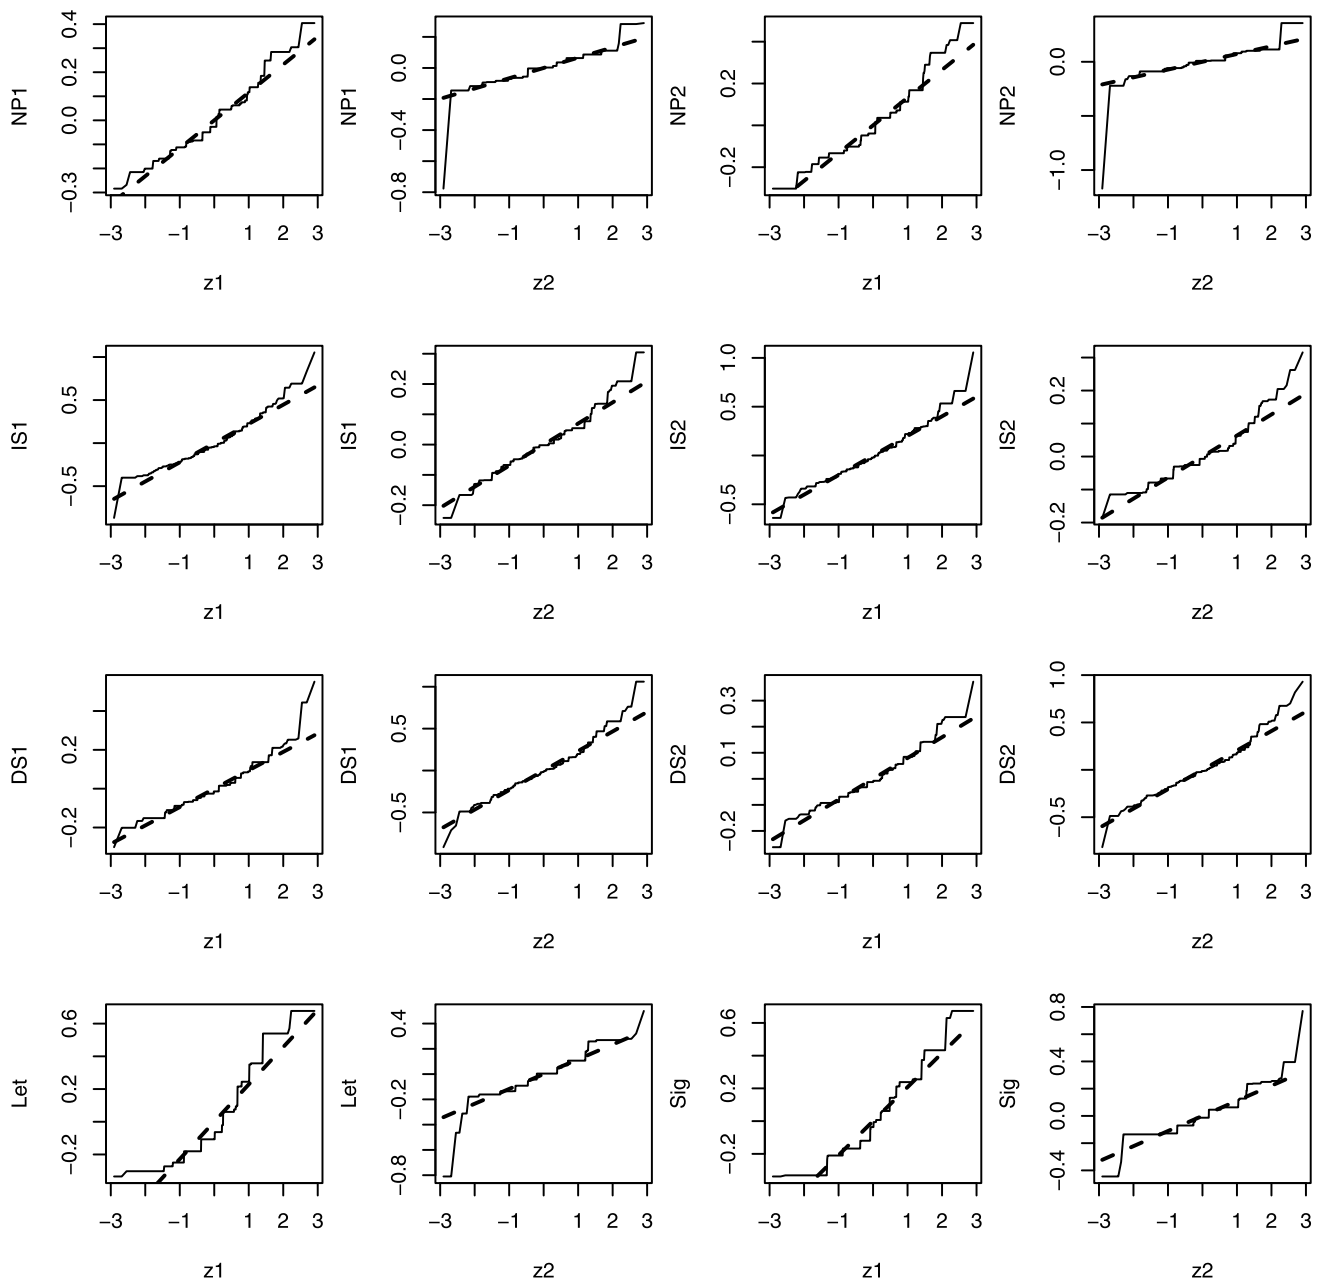 NP1 −0.3 0.0 0.2 0.4 −3 −1 1 2 3 z1
NP1 −0.8 −0.4 0.0 −3 −1 1 2 3 z2
NP2 −0.2 0.2 −3 −1 1 2 3 z1
NP2 −1.0 0.0 −3 −1 1 2 3 z2
IS1 −0.5 0.5 −3 −1 1 2 3 z1
IS1 −0.2 0.0 0.2 −3 −1 1 2 3 z2
IS2 −0.5 0.5 1.0 −3 −1 1 2 3 z1
IS2 −0.2 0.0 0.2 −3 −1 1 2 3 z2
DS1 −0.2 0.2 −3 −1 1 2 3 z1
DS1 −0.5 0.5 −3 −1 1 2 3 z2
DS2 −0.2 0.1 0.3 −3 −1 1 2 3 z1
DS2 −0.5 0.5 1.0 −3 −1 1 2 3 z2
Let −0.2 0.2 0.6 −3 −1 1 2 3 z1
Let −0.8 −0.2 0.4 −3 −1 1 2 3 z2
Sig −0.2 0.2 0.6 −3 −1 1 2 3 z1
Sig −0.4 0.0 0.4 0.8 −3 −1 1 2 3 z2